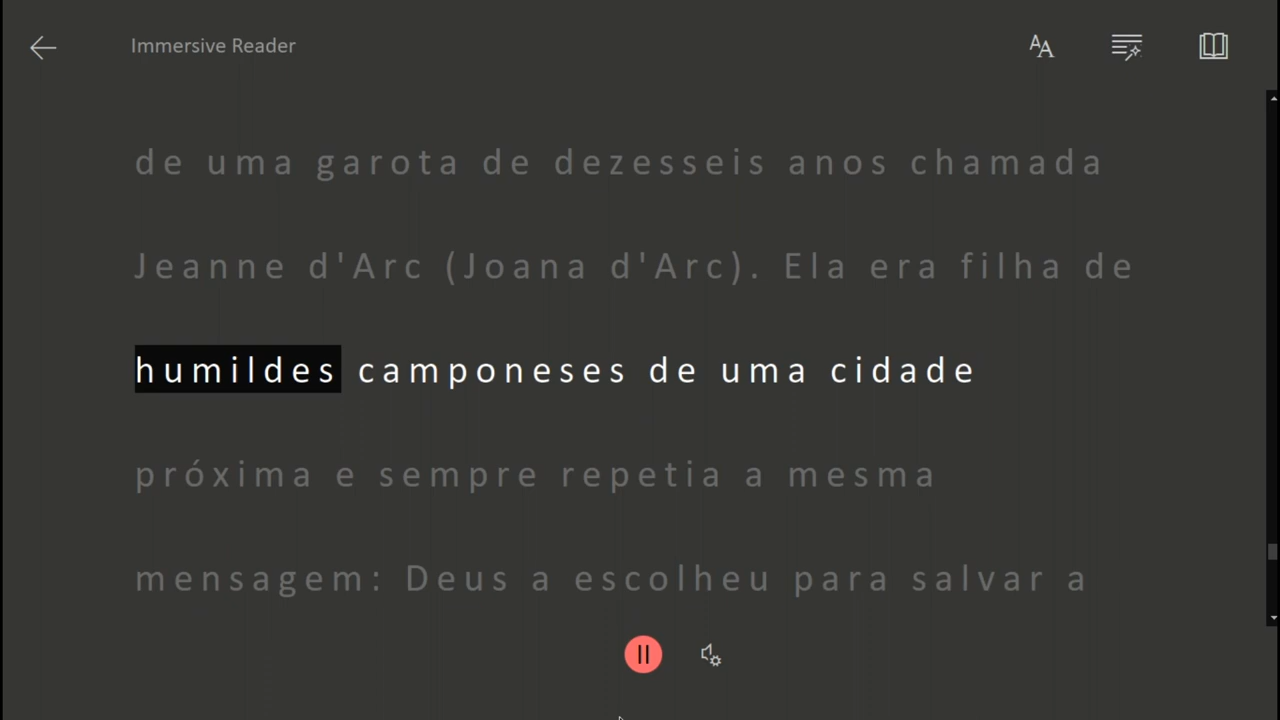 Immersive Reader
de uma garota de dezesseis anos chamada
Jeanne d'Arc (Joana d'Arc). Ela era filha de
humildes camponeses de uma cidade
próxima e sempre repetia a mesma
mensagem: Deus a escolheu para salvar a